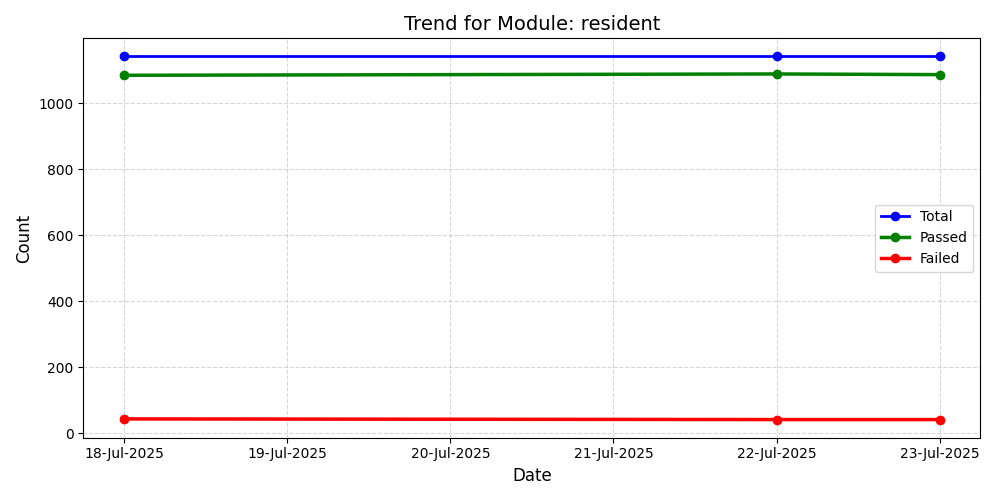 Trend for Module: resident
Count
1000
800
600
400
200
0
Total
Passed
Failed
18-Jul-2025 19-Jul-2025 20-Jul-2025 21-Jul-2025 22-Jul-2025 23-Jul-2025
Date